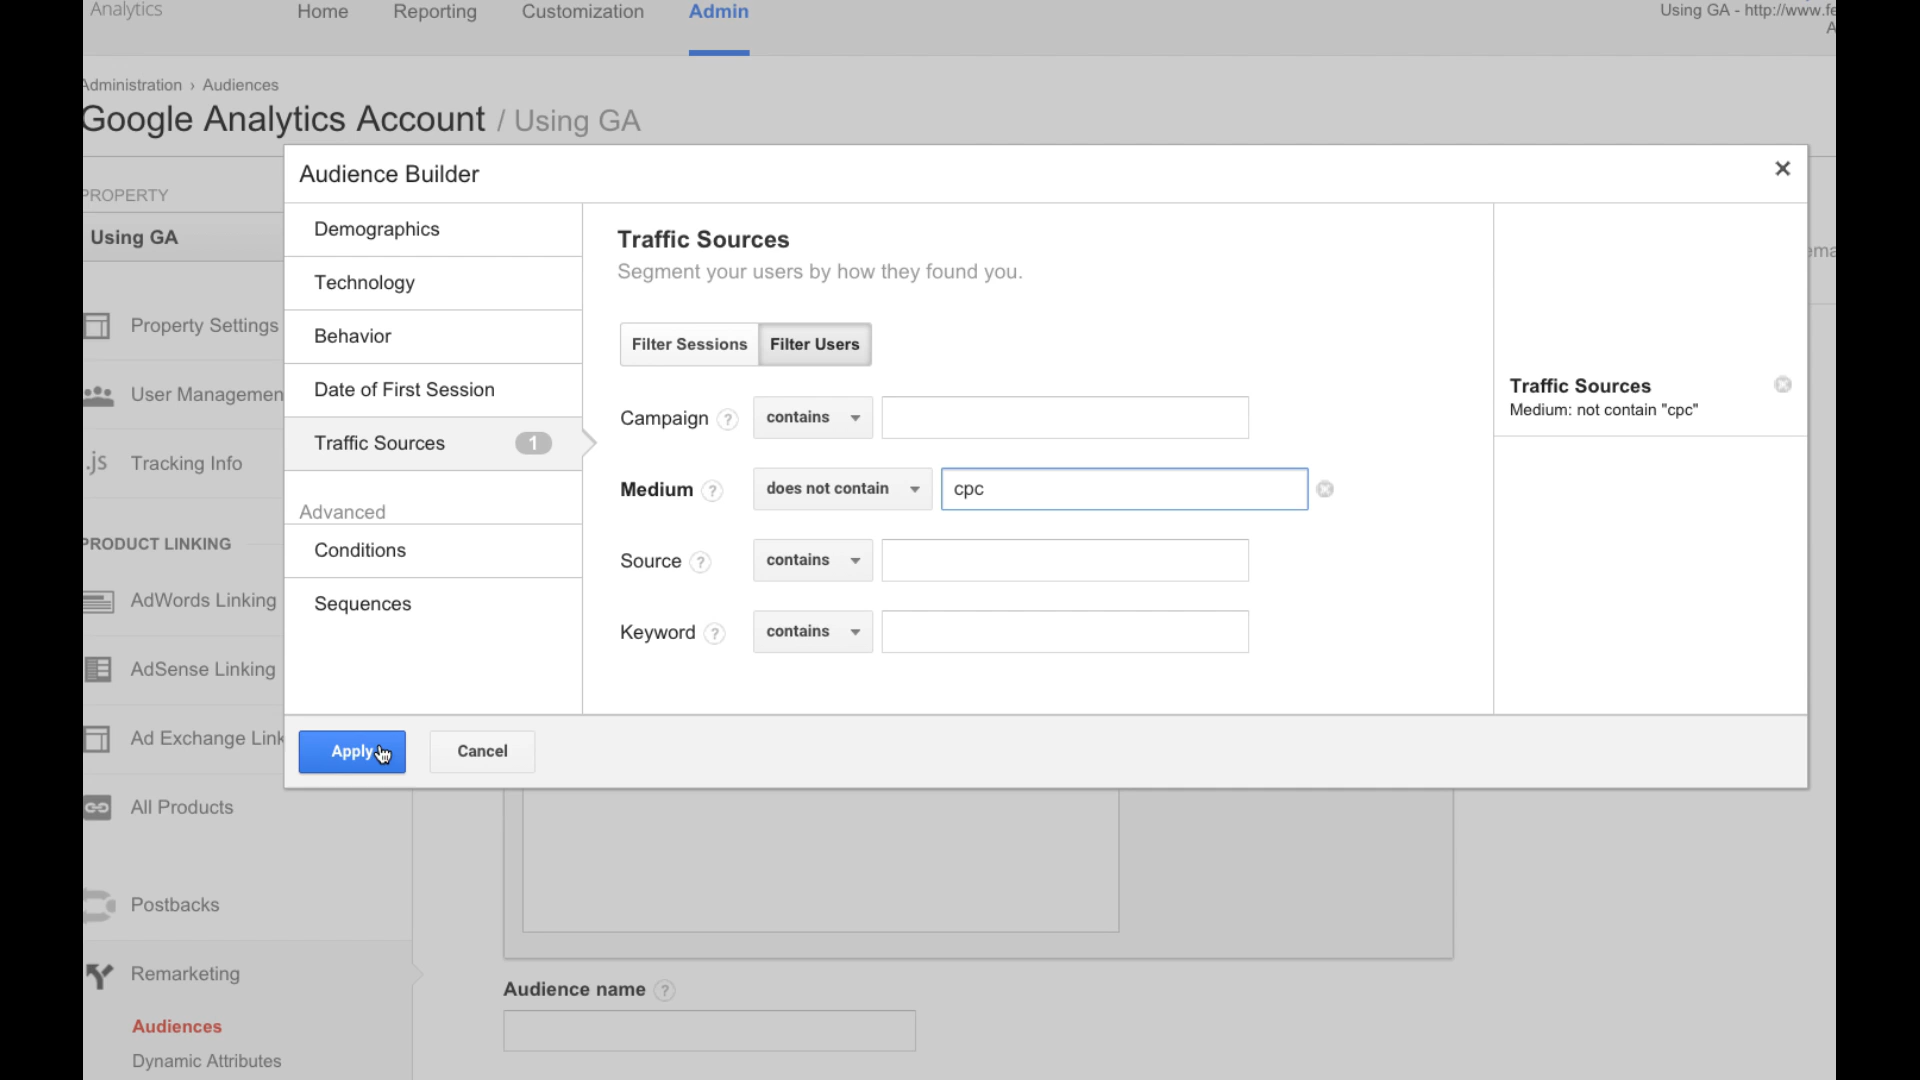 Analytics
Home Reporting Customization Admin
Using GA - http://www.fe
A
Administration › Audiences
Google Analytics Account / Using GA
Audience Builder
PROPERTY
Using GA
Property Settings
User Managemen
.js Tracking Info
PRODUCT LINKING
AdWords Linking
AdSense Linking
Ad Exchange Link
All Products
Postbacks
Remarketing
Audiences
Dynamic Attributes
Demographics
Technology
Behavior
Date of First Session
Traffic Sources 1
Advanced
Conditions
Sequences
Traffic Sources
Segment your users by how they found you.
Filter Sessions Filter Users
Campaign ? contains
Medium ? does not contain cpc
Source ? contains
Keyword ? contains
Traffic Sources
Medium: not contain "cpc"
ema
Apply Cancel
Audience name ?